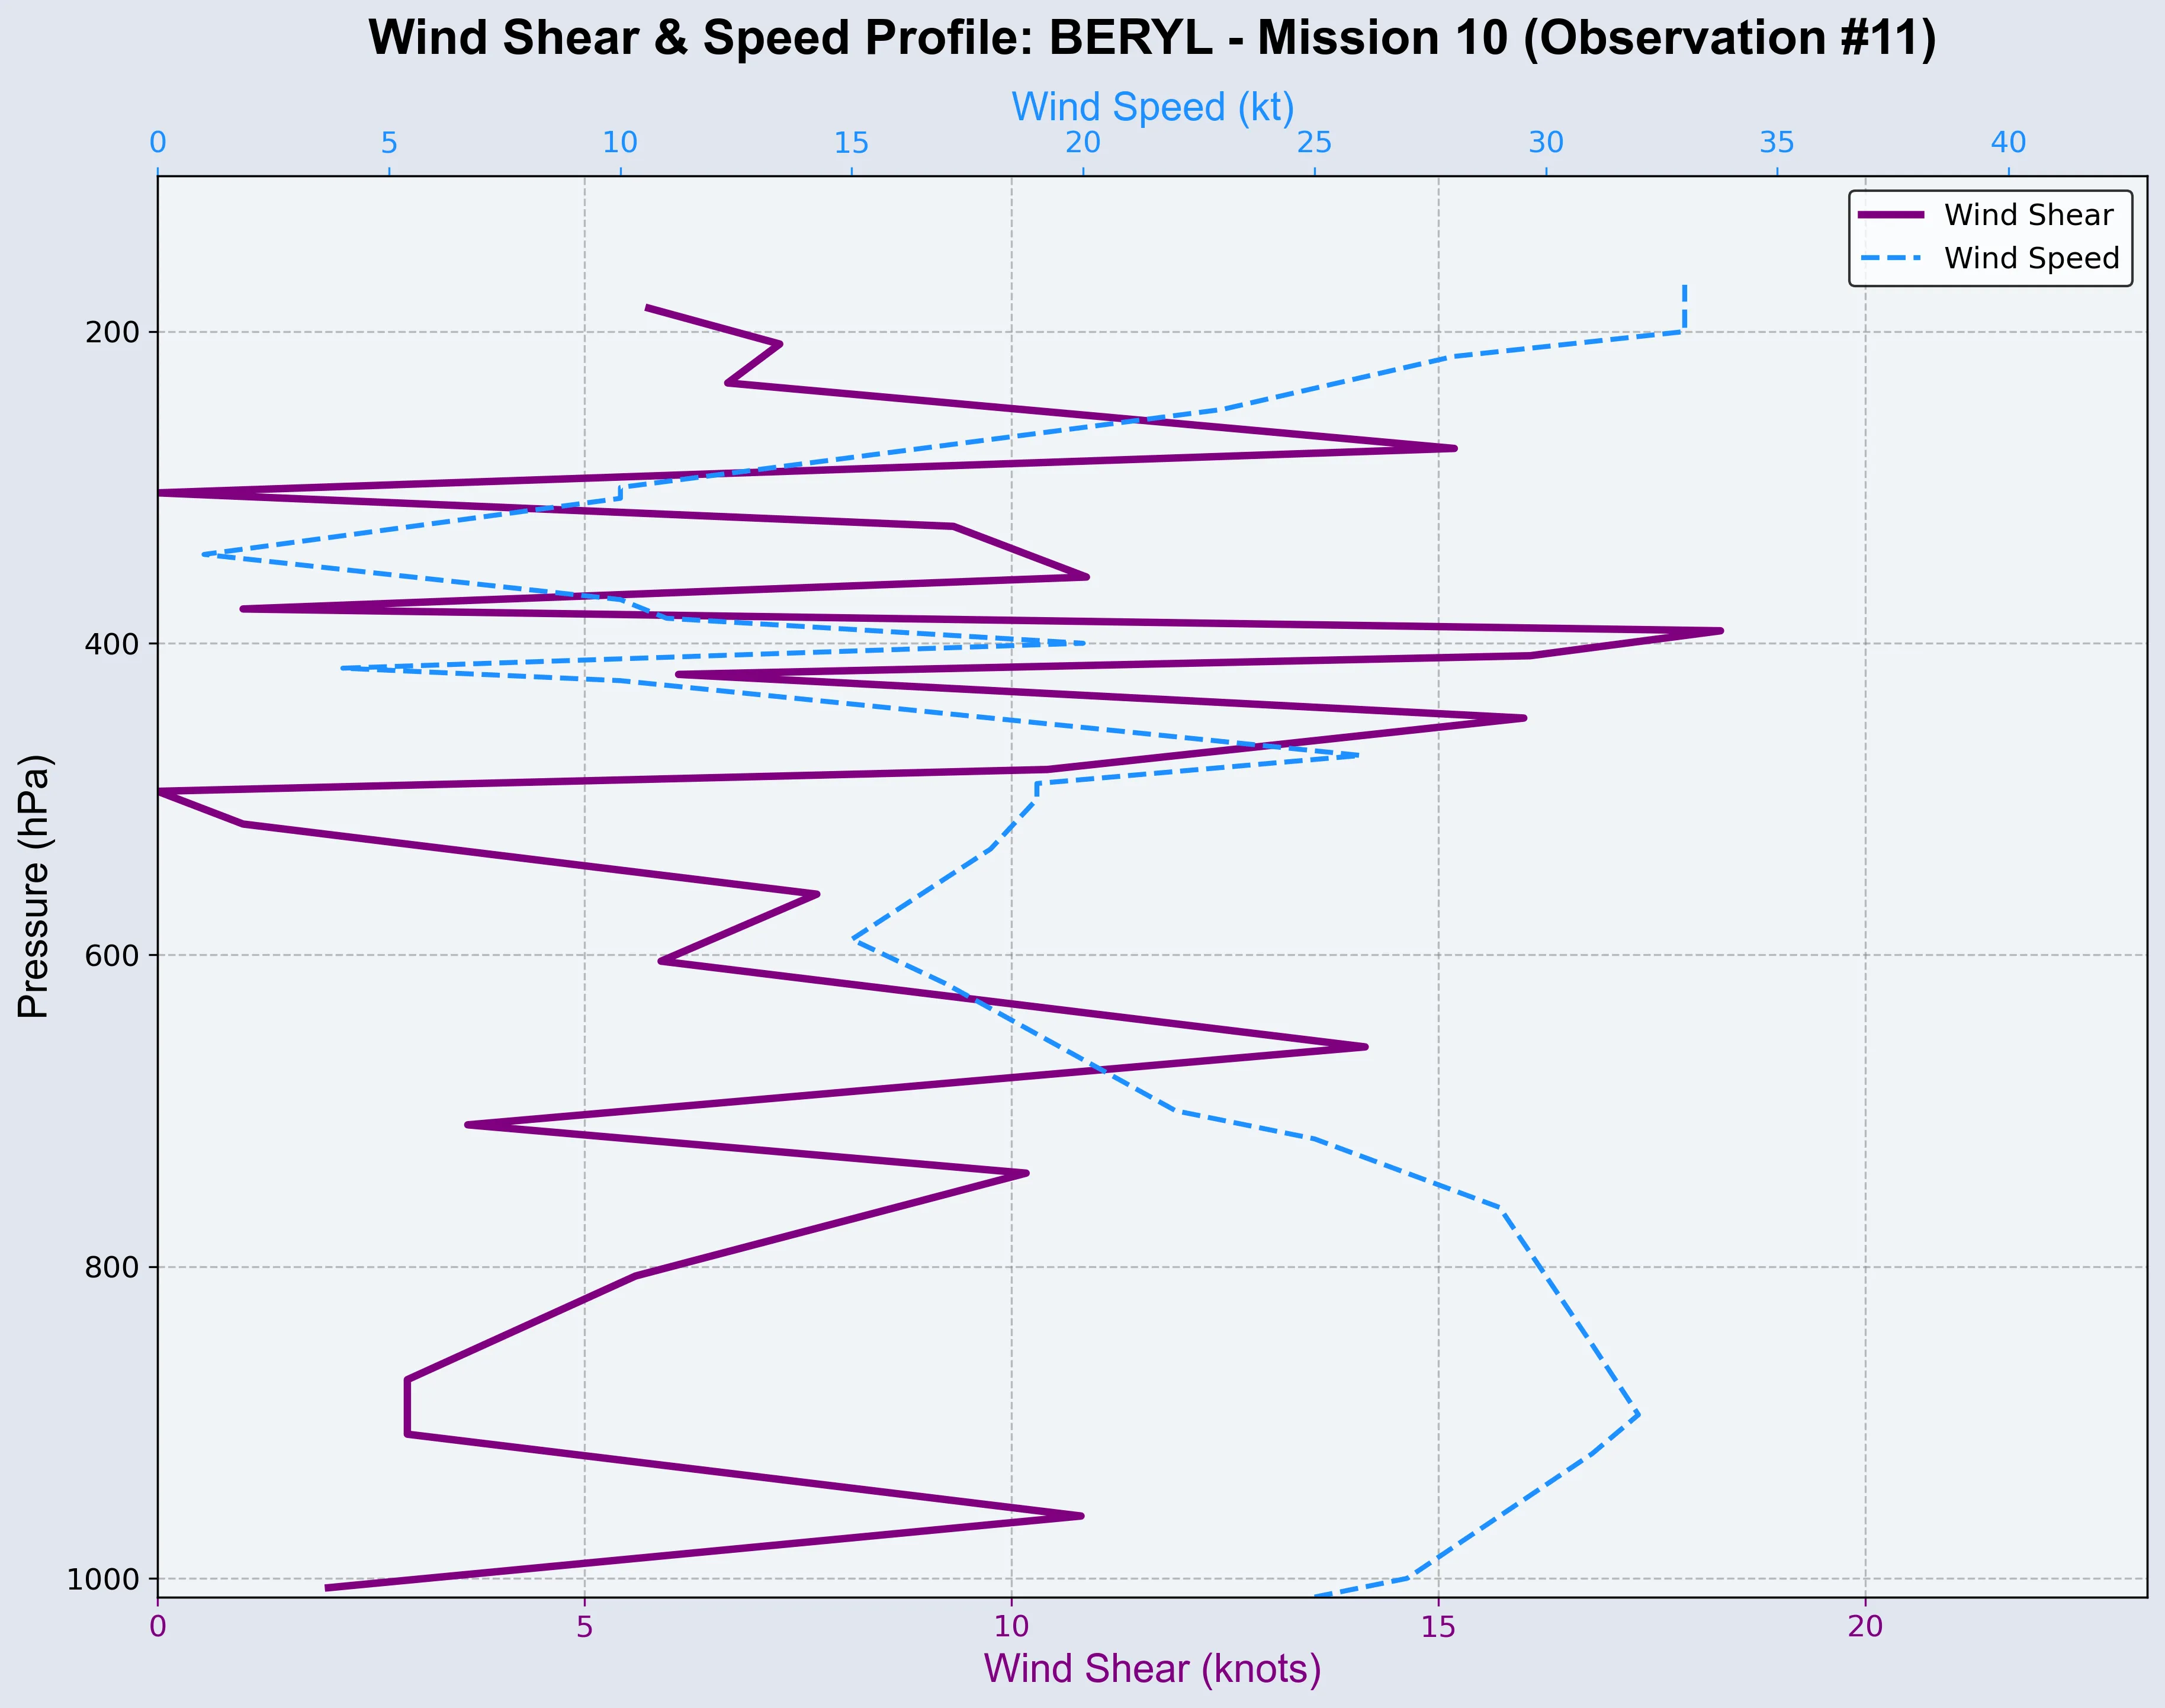 Wind Shear & Speed Profile: BERYL - Mission 10 (Observation #11)
Wind Speed (kt)
0 5 10 15 20 25 30 35 40
Wind Shear
Wind Speed
200
400
600
800
1000
Pressure (hPa)
0 5 10 15 20
Wind Shear (knots)